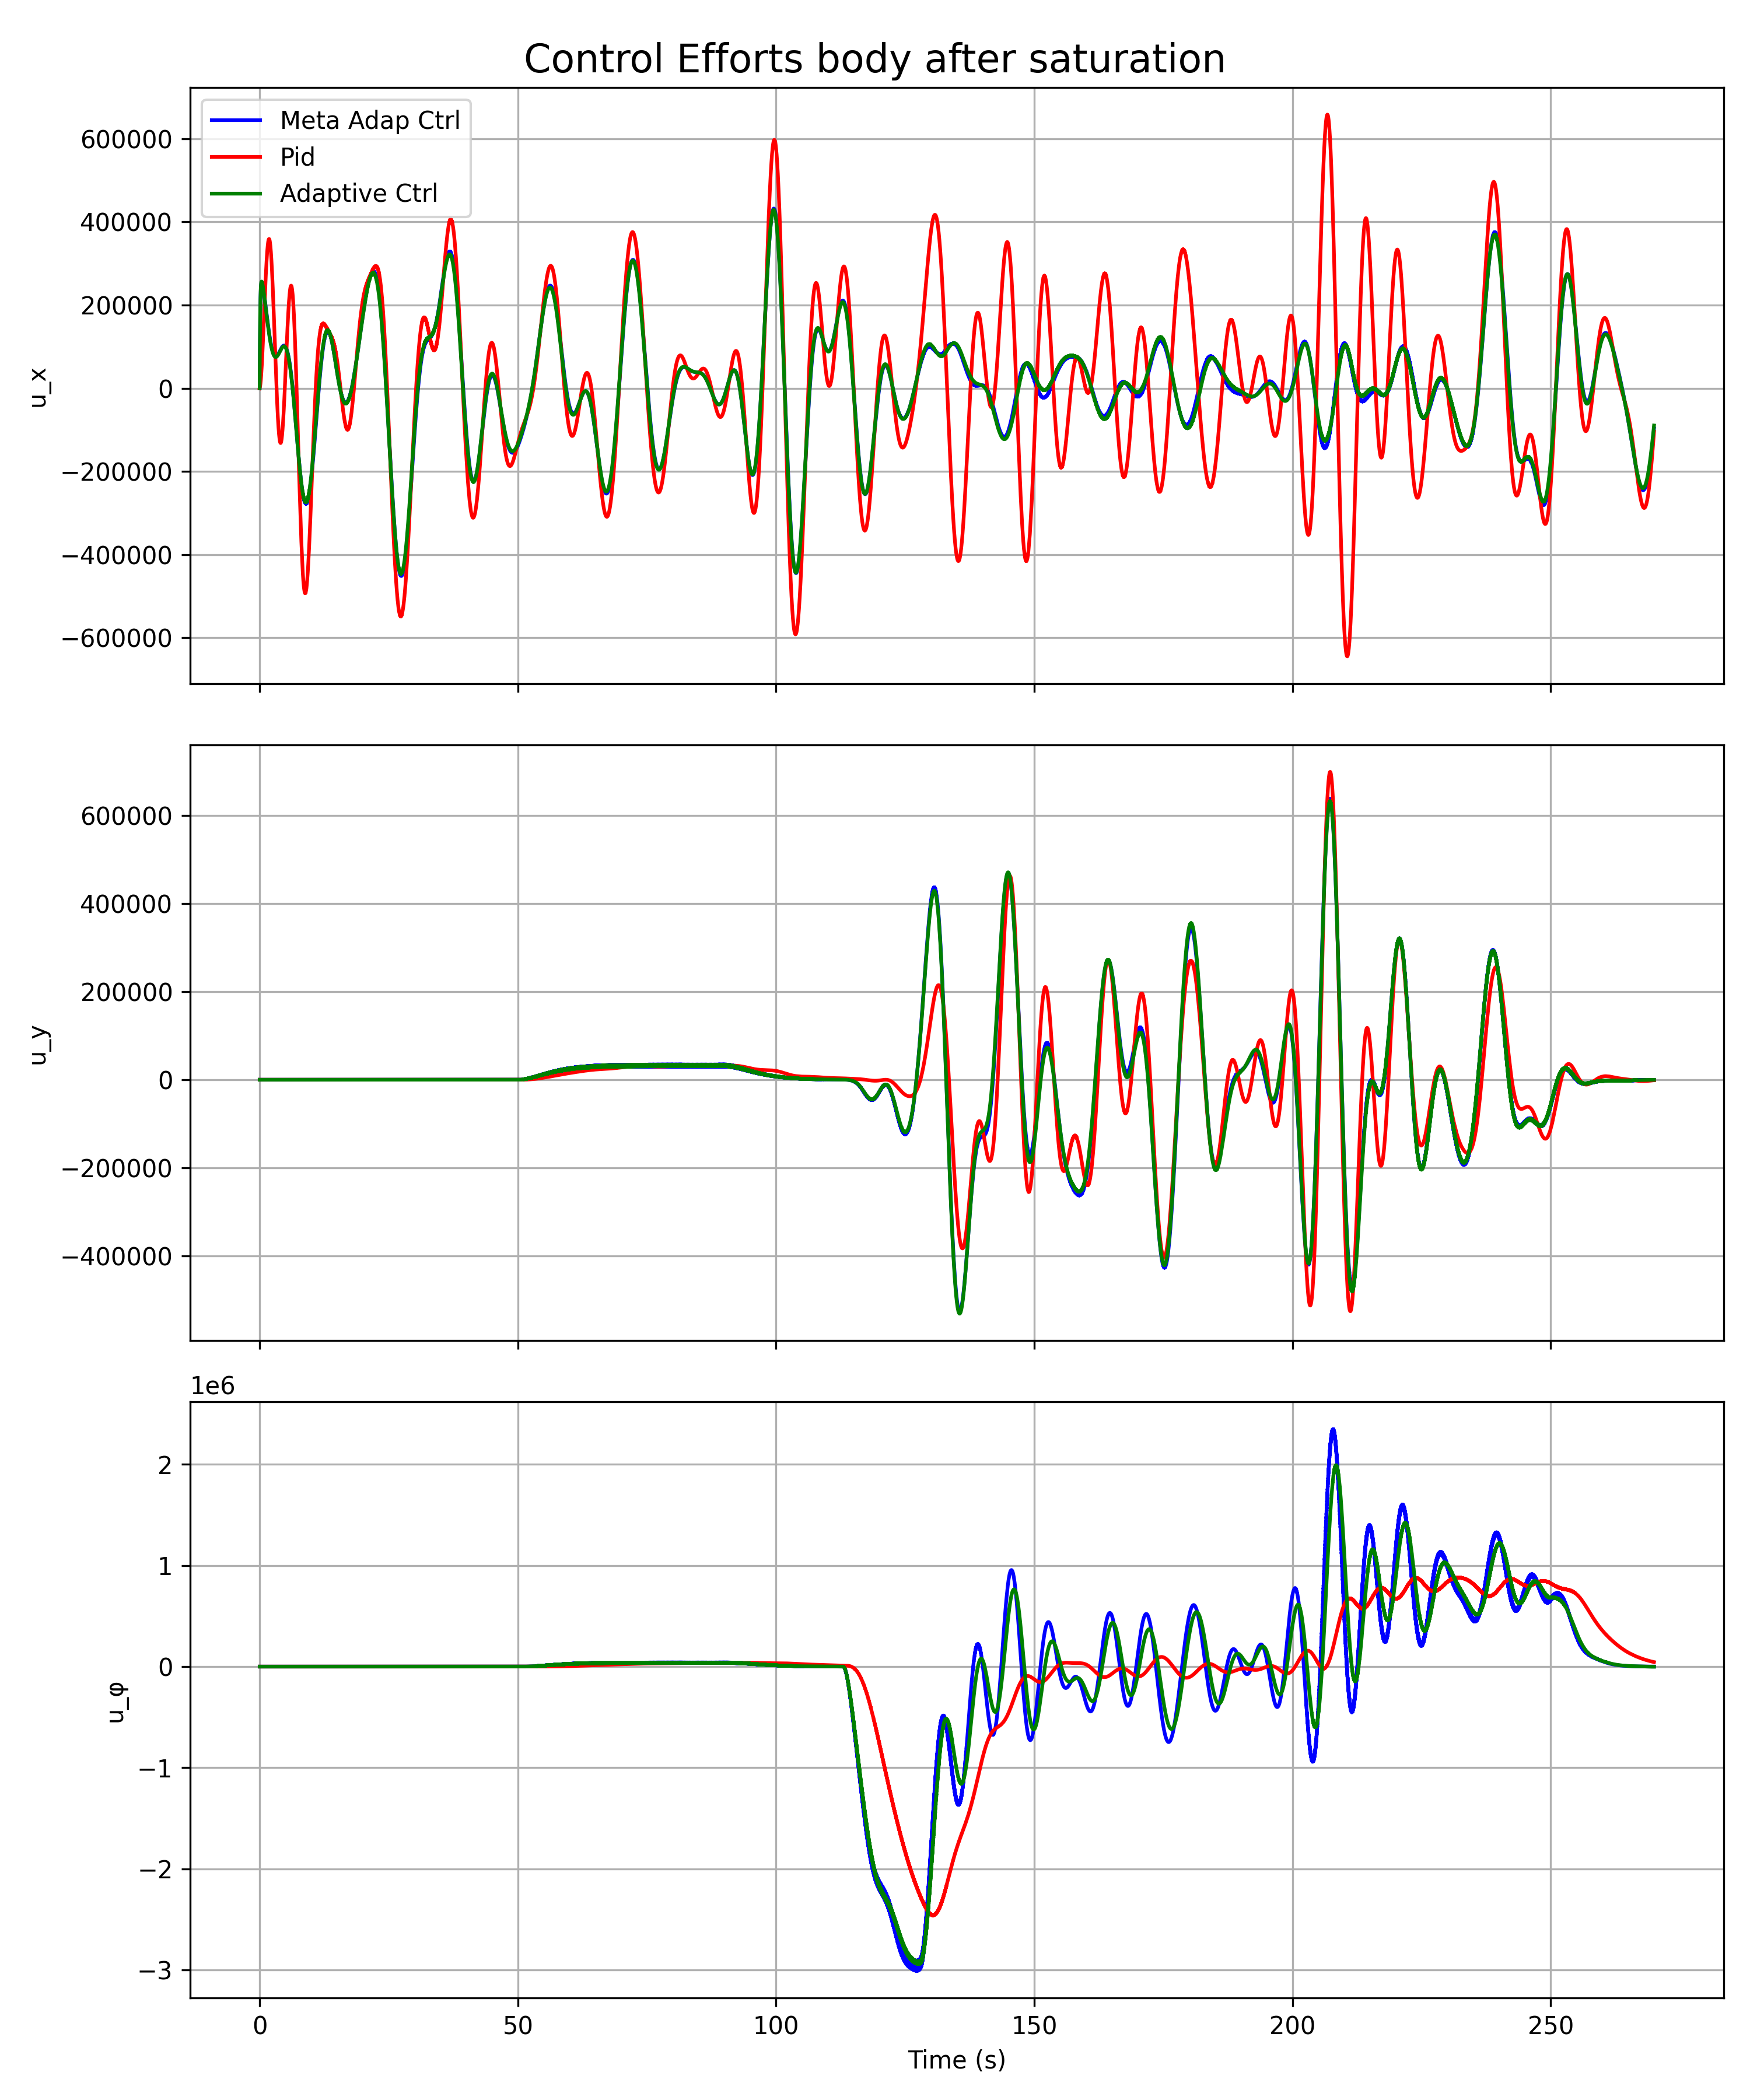 Control Efforts body after saturation
Meta Adap Ctrl
Pid
Adaptive Ctrl
600000
400000
200000
0
−200000
−400000
−600000
u_x
600000
400000
200000
0
−200000
−400000
u_y
1e6
2
1
0
−1
−2
−3
u_φ
0 50 100 150 200 250
Time (s)